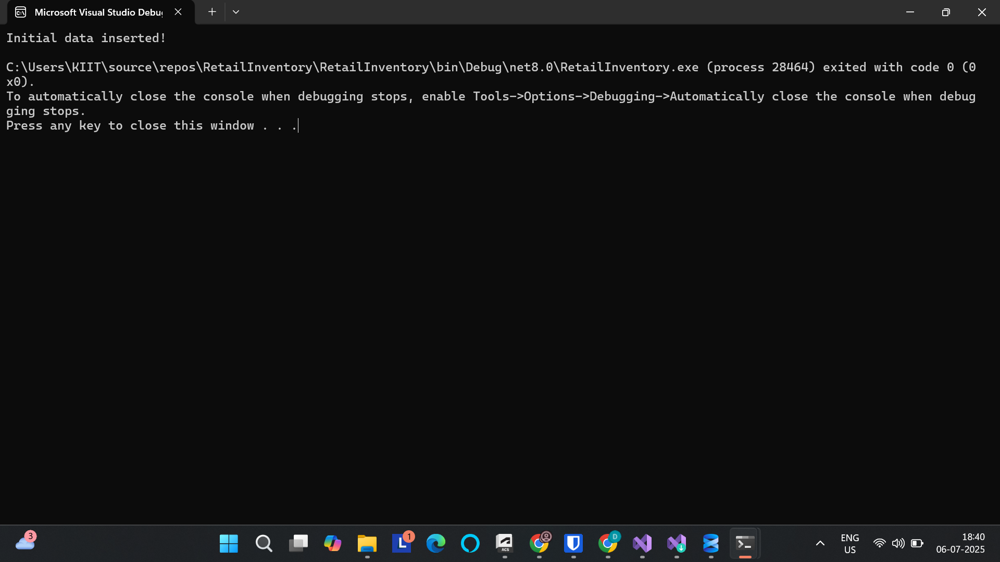 Microsoft Visual Studio Debu
Initial data inserted!
C:\Users\KIIT\source\repos\RetailInventory\RetailInventory\bin\Debug\net8.0\RetailInventory.exe (process 28464) exited with code 0 (0
x0).
To automatically close the console when debugging stops, enable Tools->Options->Debugging->Automatically close the console when debug
ging stops.
Press any key to close this window . . .
3
L
1
ACS
D
ENG
US
18:40
06-07-2025